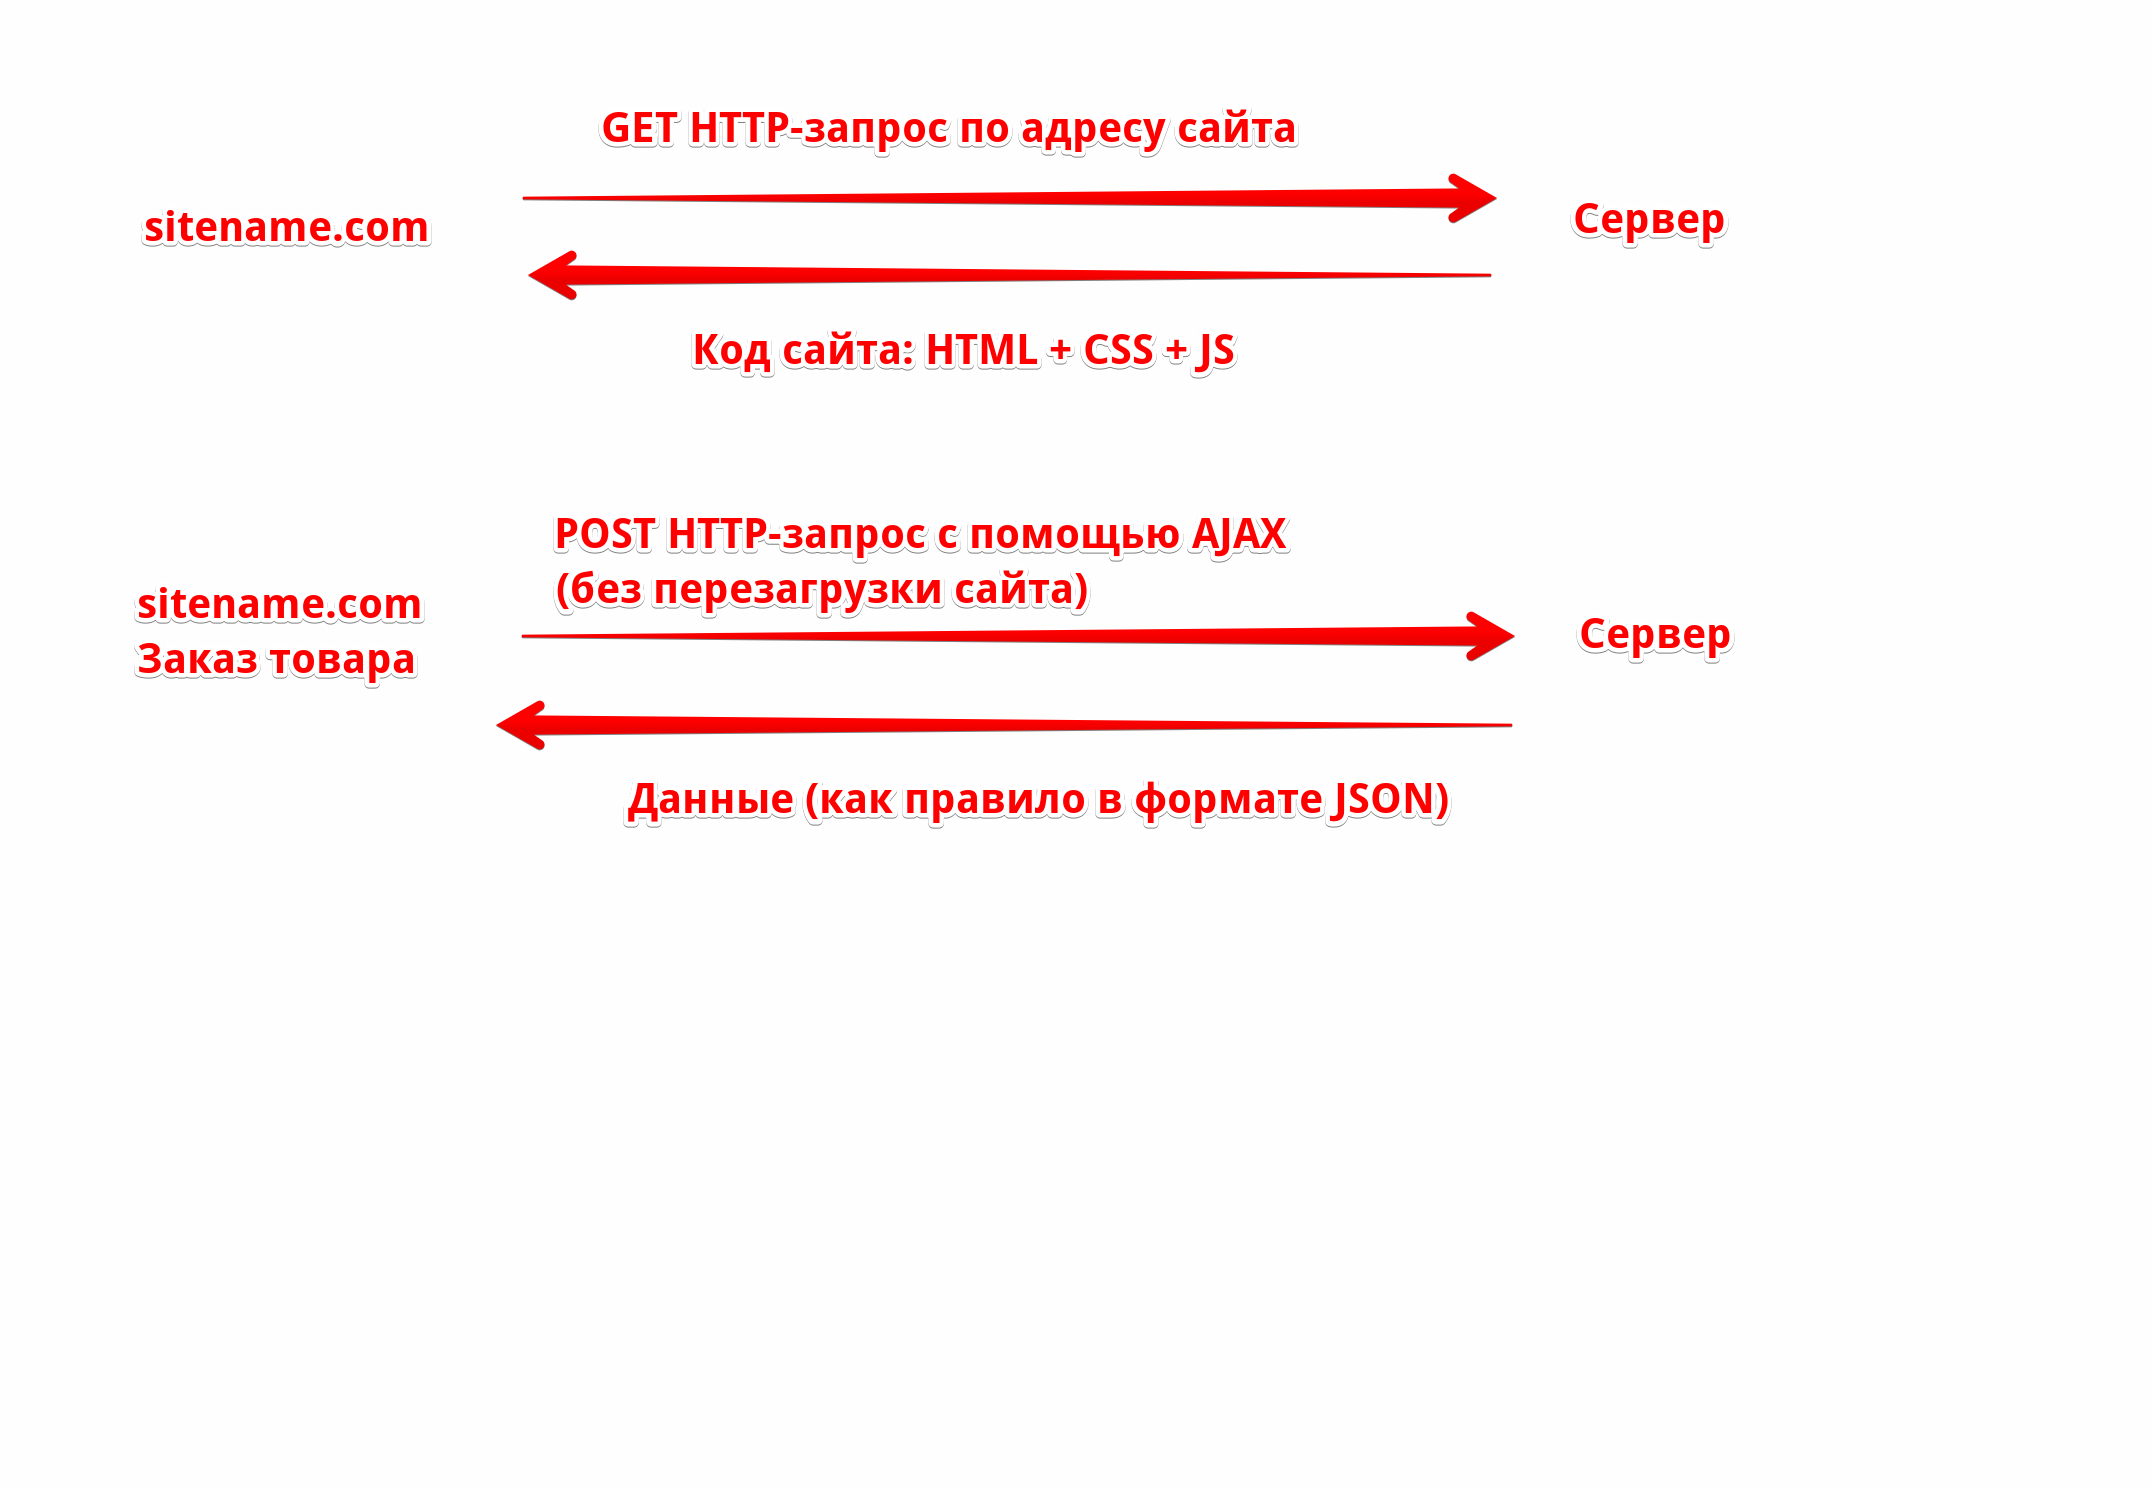 GET HTTP-запрос по адресу сайта
sitename.com
Сервер
Код сайта: HTML + CSS + JS
POST HTTP-запрос с помощью AJAX
(без перезагрузки сайта)
sitename.com
Заказ товара
Сервер
Данные (как правило в формате JSON)